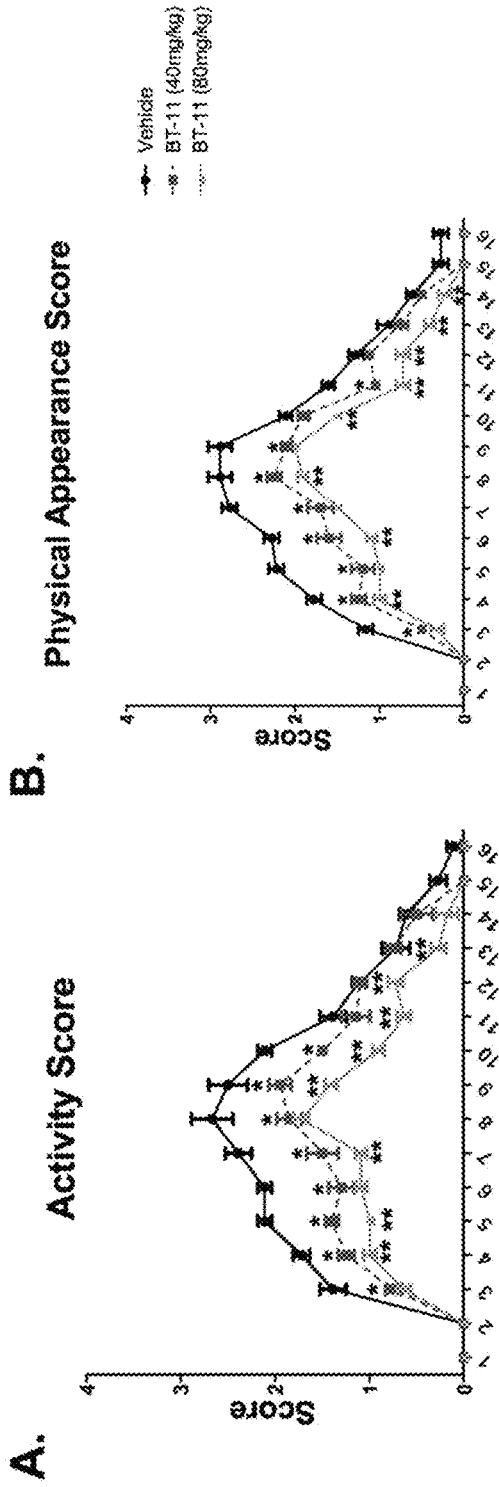 A.
Activity Score
4
3
2
1
0
Score
1 2 3 4 5 6 7 8 9 10 11 12 13 14 15 16
* ** * ** * * * ** * * ** * ** ** ** **
B.
Physical Appearance Score
4
3
2
1
0
Score
1 2 3 4 5 6 7 8 9 10 11 12 13 14 15 16
* * ** * * ** * * ** * ** * ** ** ** **
Vehicle
BT-11 (40mg/kg)
BT-11 (80mg/kg)